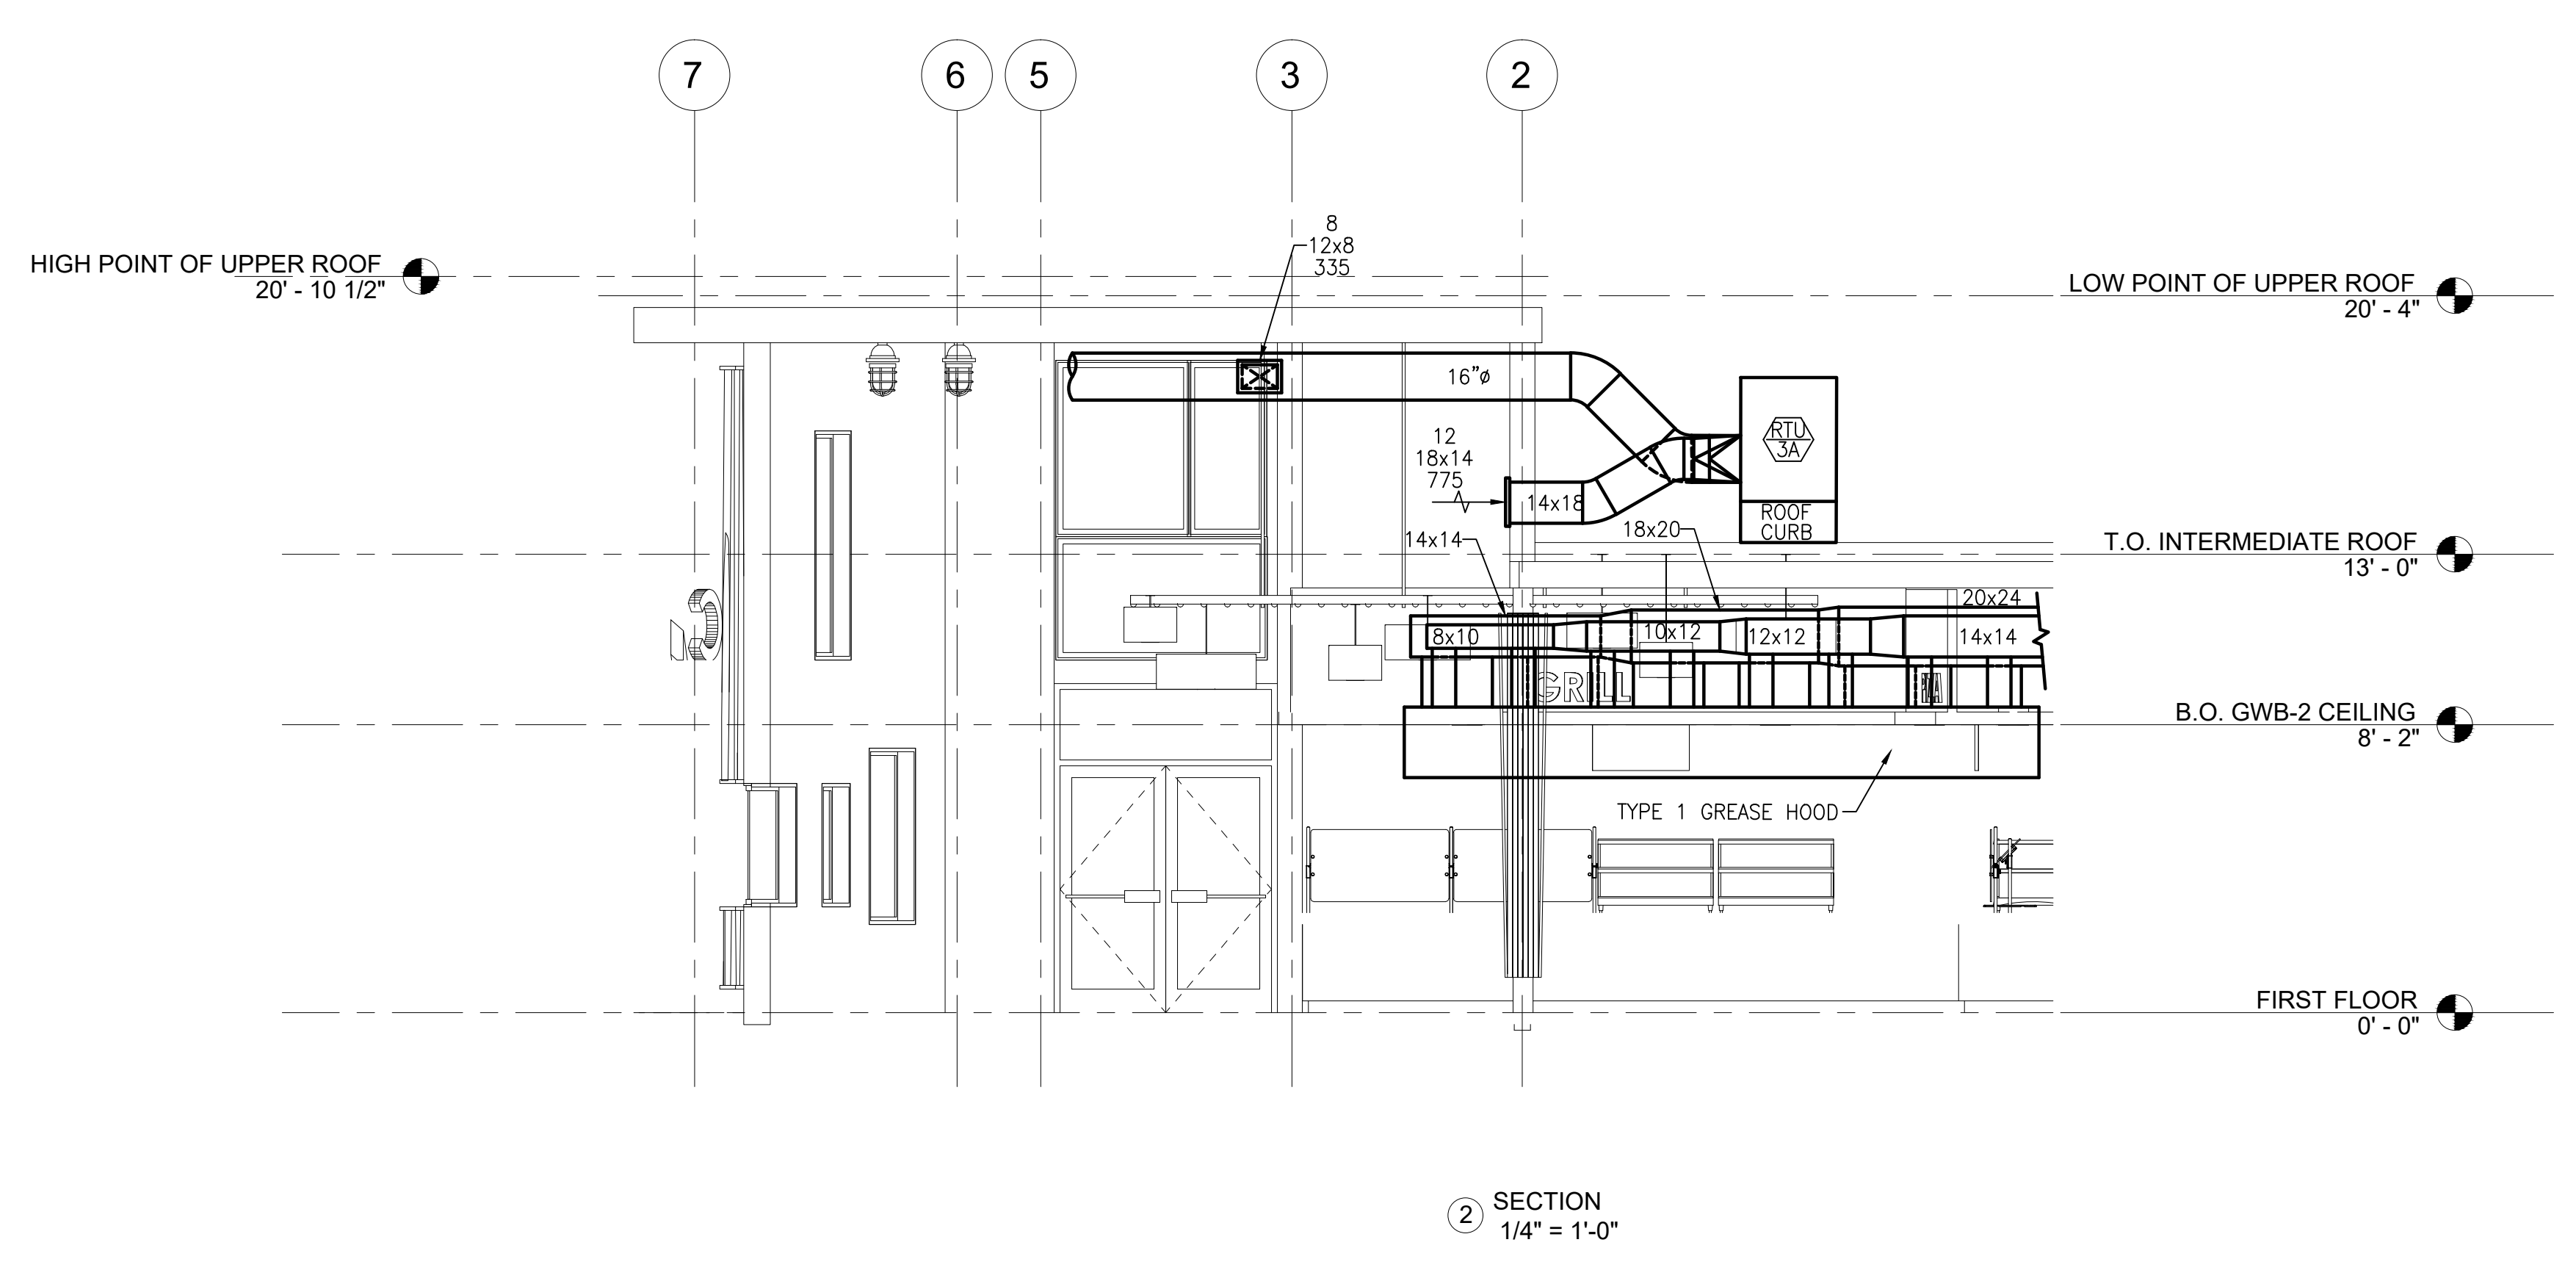 7
6
5
3
2
8
12x8
335
HIGH POINT OF UPPER ROOF
20' - 10 1/2"
LOW POINT OF UPPER ROOF
20' - 4"
16"ø
RTU
3A
12
18x14
775
14x18
ROOF
CURB
18x20
14x14
T.O. INTERMEDIATE ROOF
13' - 0"
20x24
8x10
10x12
12x12
14x14
GRILL
B.O. GWB-2 CEILING
8' - 2"
TYPE 1 GREASE HOOD
FIRST FLOOR
0' - 0"
2
SECTION
1/4" = 1'-0"